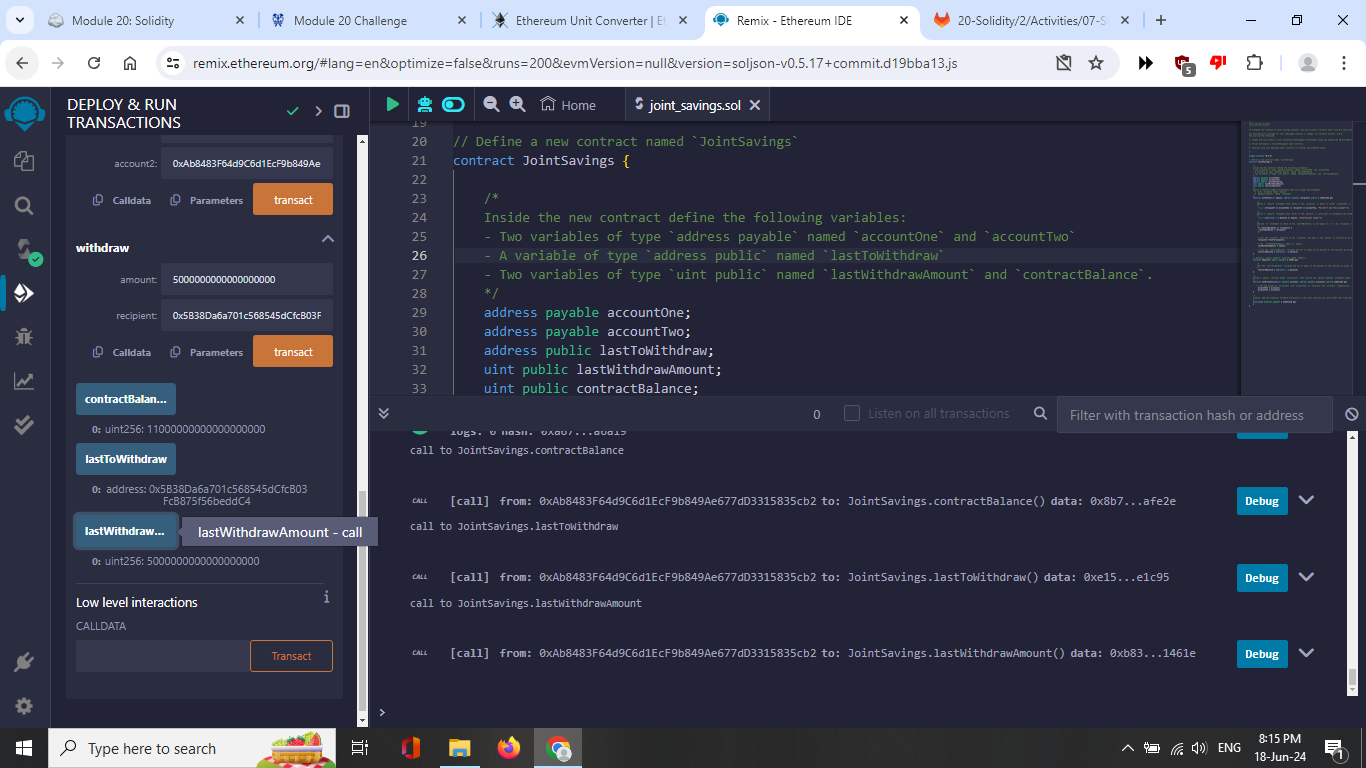 Module 20: Solidity
Module 20 Challenge
Ethereum Unit Converter | Et
Remix - Ethereum IDE
20-Solidity/2/Activities/07-S
remix.ethereum.org/#lang=en&optimize=false&runs=200&evmVersion=null&version=soljson-v0.5.17+commit.d19bba13.js
5
DEPLOY & RUN
TRANSACTIONS
Home
joint_savings.sol
account2: 0xAb8483F64d9C6d1EcF9b849Ae
Calldata Parameters transact
withdraw
amount: 5000000000000000000
recipient: 0x5B38Da6a701c568545dCfcB03F
Calldata Parameters transact
contractBalan...
0: uint256: 11000000000000000000
lastToWithdraw
0: address: 0x5B38Da6a701c568545dCfcB03
FcB875f56beddC4
lastWithdraw...
lastWithdrawAmount - call
0: uint256: 5000000000000000000
Low level interactions
i
CALLDATA
Transact
19
20 // Define a new contract named `JointSavings`
21 contract JointSavings {
22
23 /*
24 Inside the new contract define the following variables:
25 - Two variables of type `address payable` named `accountOne` and `accountTwo`
26 - A variable of type `address public` named `lastToWithdraw`
27 - Two variables of type `uint public` named `lastWithdrawAmount` and `contractBalance`.
28 */
29 address payable accountOne;
30 address payable accountTwo;
31 address public lastToWithdraw;
32 uint public lastWithdrawAmount;
33 uint public contractBalance;
0 Listen on all transactions Filter with transaction hash or address
logs: 0 hash: 0xa67...a6a19
call to JointSavings.contractBalance
CALL [call] from: 0xAb8483F64d9C6d1EcF9b849Ae677dD3315835cb2 to: JointSavings.contractBalance() data: 0x8b7...afe2e Debug
call to JointSavings.lastToWithdraw
CALL [call] from: 0xAb8483F64d9C6d1EcF9b849Ae677dD3315835cb2 to: JointSavings.lastToWithdraw() data: 0xe15...e1c95 Debug
call to JointSavings.lastWithdrawAmount
CALL [call] from: 0xAb8483F64d9C6d1EcF9b849Ae677dD3315835cb2 to: JointSavings.lastWithdrawAmount() data: 0xb83...1461e Debug
>
Type here to search
ENG
8:15 PM
18-Jun-24
1